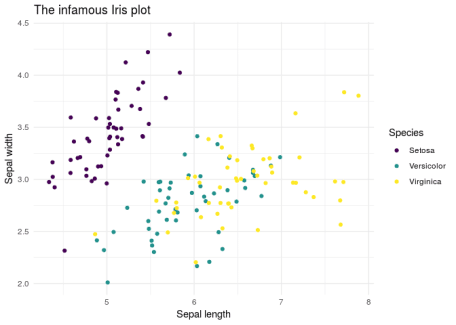 The infamous Iris plot
4.5
4.0
3.5
3.0
2.5
2.0
Sepal width
5
6
7
8
Sepal length
Species
Setosa
Versicolor
Virginica